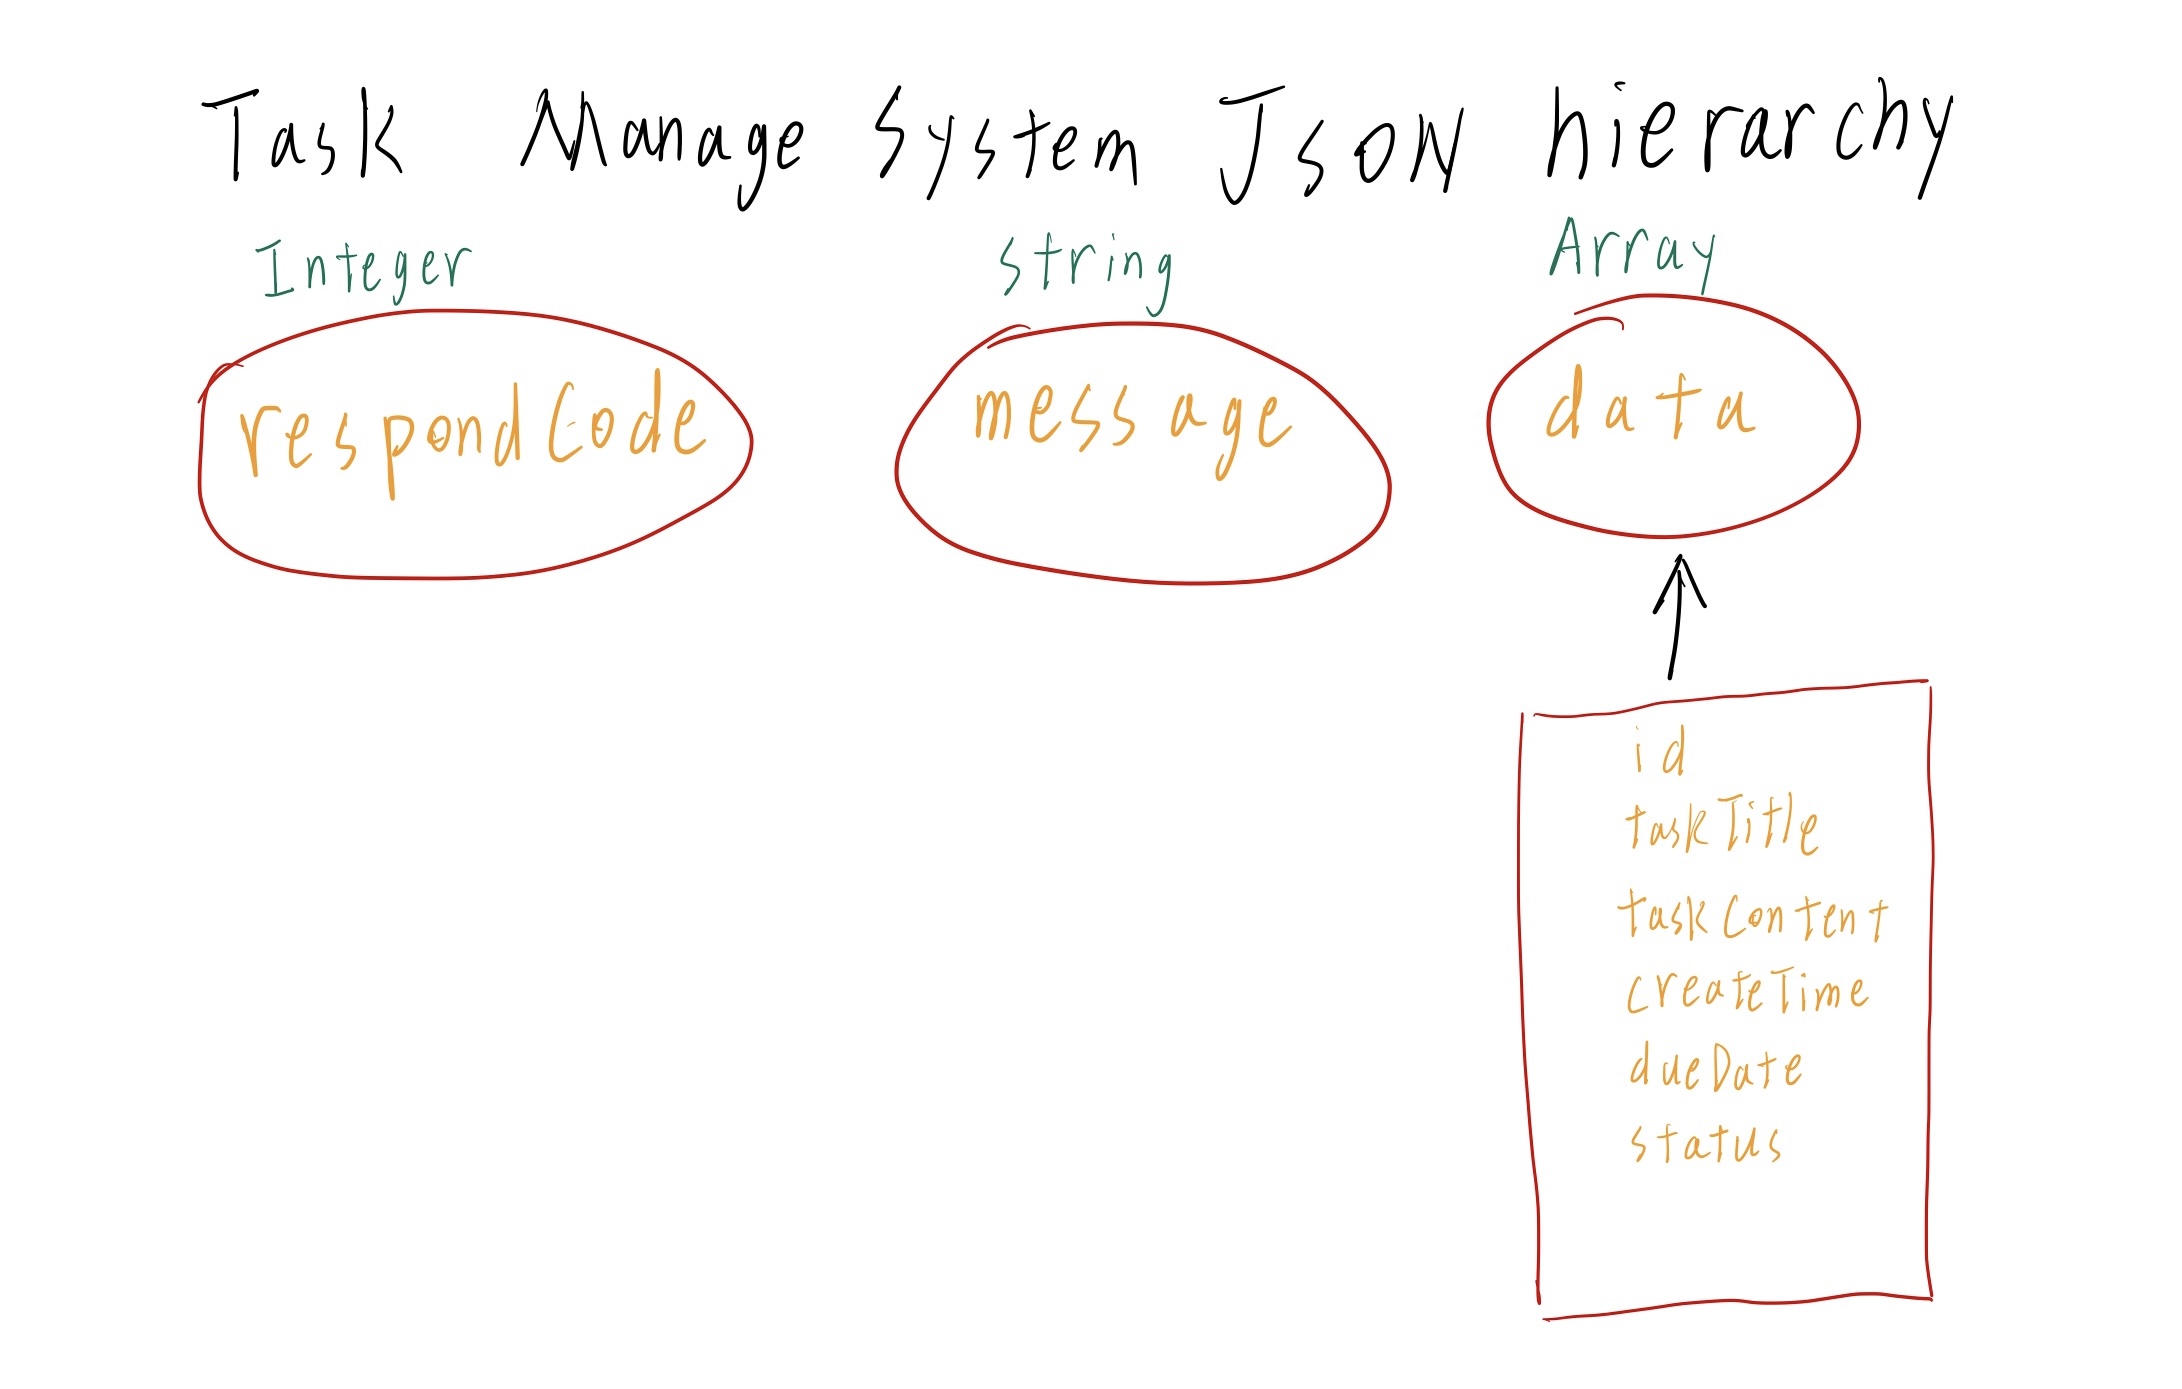 Task Manage System JSON hierarchy
Integer string Array
respondCode message data
id
taskTitle
taskContent
createTime
dueDate
status